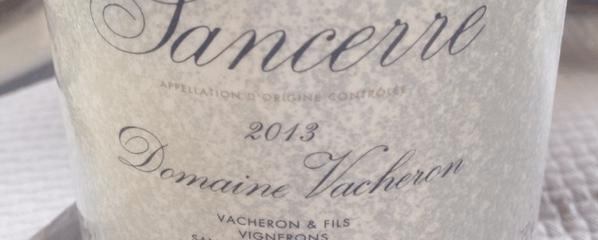 Sancerre
APPELLATION D'ORIGINE CONTRÔLÉE
2013
Domaine Vacheron
VACHERON & FILS
VIGNERONS